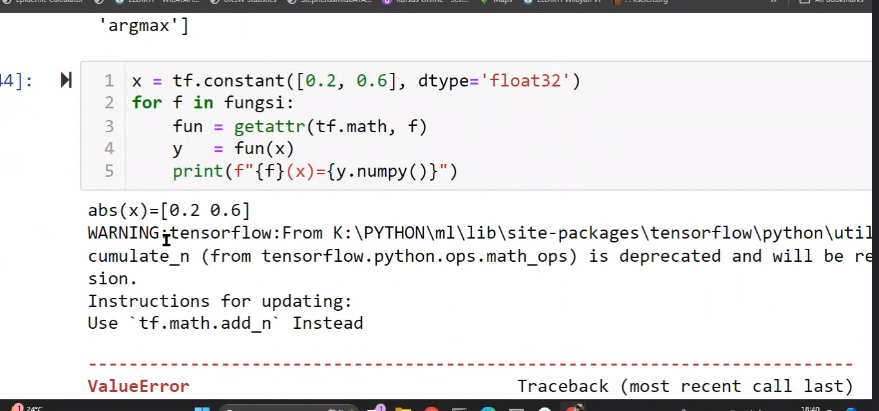 'argmax']
44]:
1 x = tf.constant([0.2, 0.6], dtype='float32')
2 for f in fungsi:
3 fun = getattr(tf.math, f)
4 y = fun(x)
5 print(f"{f}(x)={y.numpy()}")
abs(x)=[0.2 0.6]
WARNING:tensorflow:From K:\PYTHON\ml\lib\site-packages\tensorflow\python\util
cumulate_n (from tensorflow.python.ops.math_ops) is deprecated and will be re
sion.
Instructions for updating:
Use `tf.math.add_n` Instead
ValueError Traceback (most recent call last)
24°C
18:40